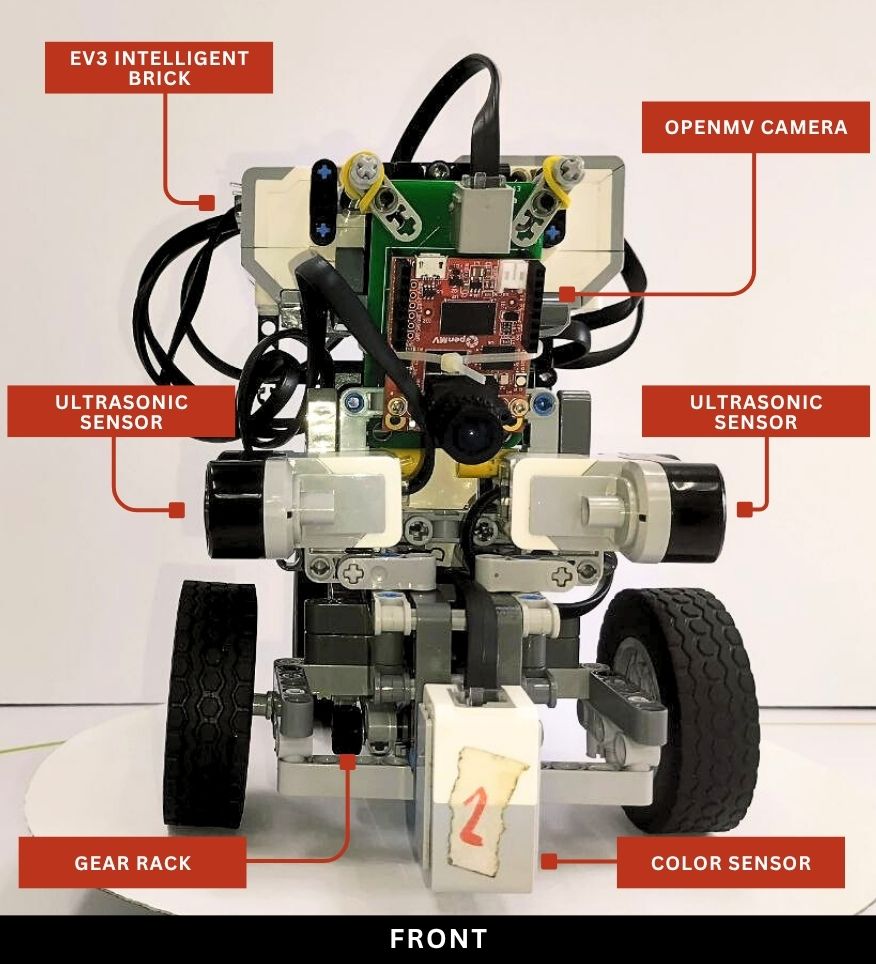 EV3 INTELLIGENT
BRICK
OPENMV CAMERA
OpenMV
ULTRASONIC
SENSOR
ULTRASONIC
SENSOR
2
GEAR RACK
COLOR SENSOR
FRONT